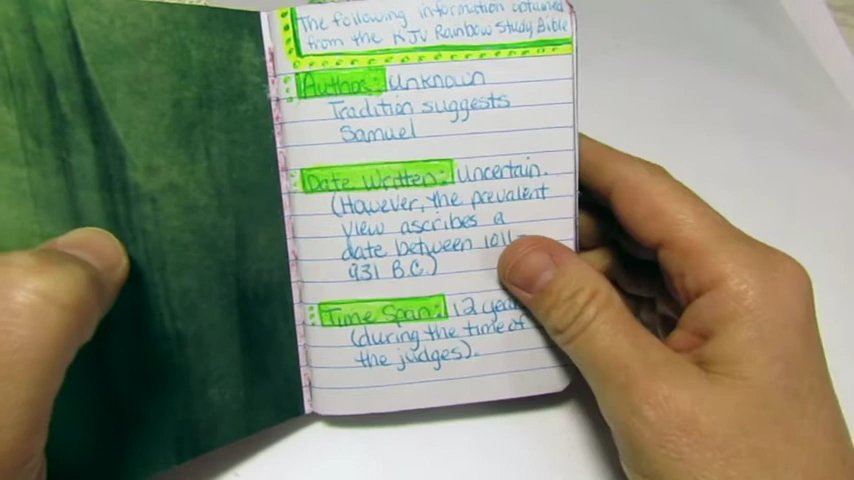 The following information obtained
from the KJV Rainbow Study Bible
Author: Unknown
Tradition suggests
Samuel
Date Written: Uncertain.
(However, the prevalent
view ascribes a
date between 1011-
931 B.C.)
Time Span: 12
(during the time of
the judges).